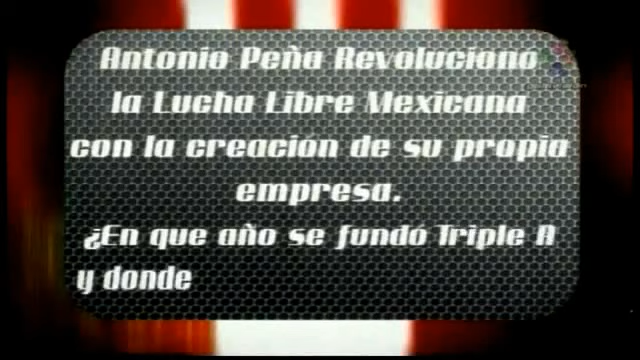 Antonio Peña Revoluciono
la Lucha Libre Mexicana
con la creación de su propia
empresa.
¿En que año se fundó Triple A
y donde